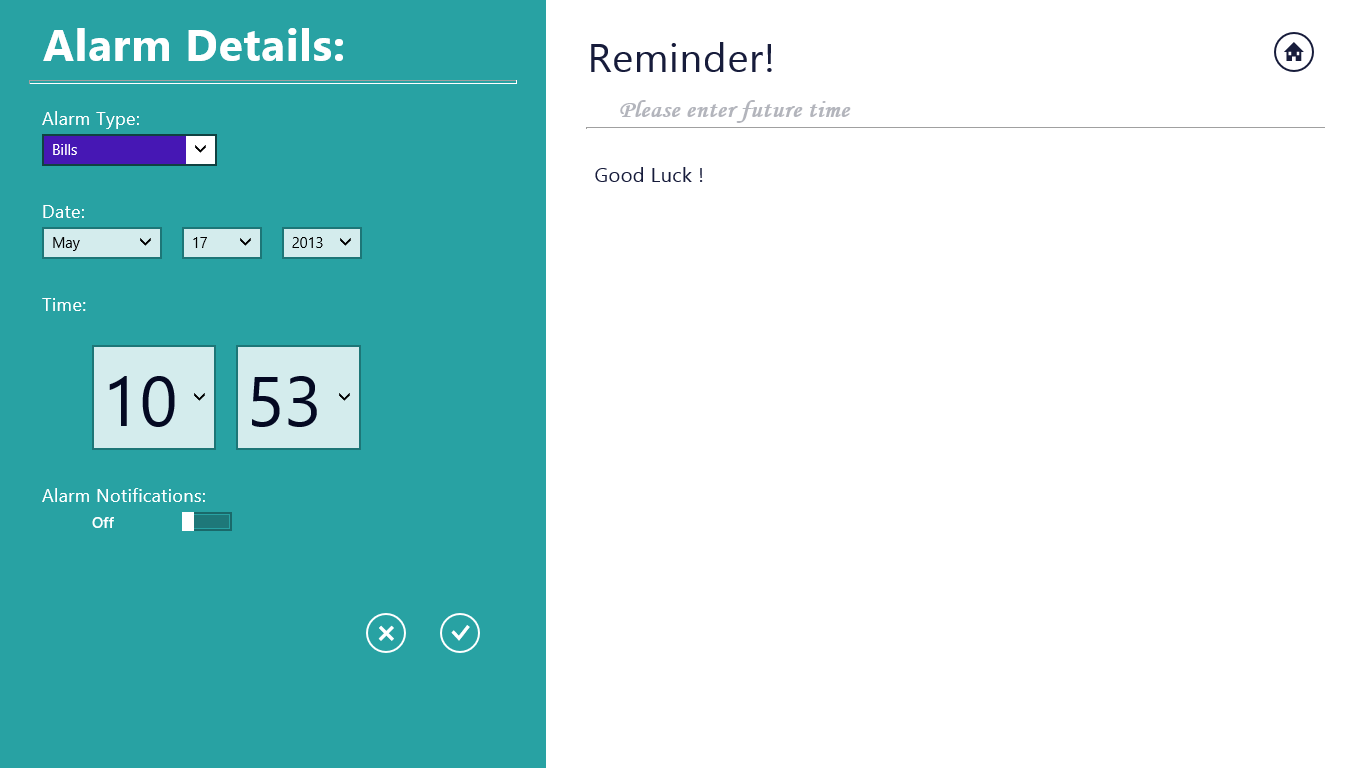 Alarm Details:
Alarm Type:
Bills
Date:
May 17 2013
Time:
10 53
Alarm Notifications:
Off
Reminder!
Please enter future time
Good Luck !